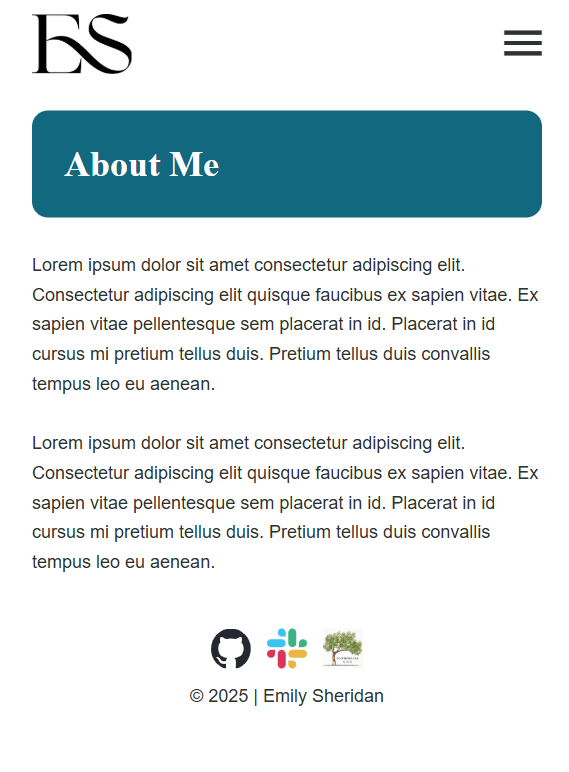 ES
About Me
Lorem ipsum dolor sit amet consectetur adipiscing elit.
Consectetur adipiscing elit quisque faucibus ex sapien vitae. Ex
sapien vitae pellentesque sem placerat in id. Placerat in id
cursus mi pretium tellus duis. Pretium tellus duis convallis
tempus leo eu aenean.
Lorem ipsum dolor sit amet consectetur adipiscing elit.
Consectetur adipiscing elit quisque faucibus ex sapien vitae. Ex
sapien vitae pellentesque sem placerat in id. Placerat in id
cursus mi pretium tellus duis. Pretium tellus duis convallis
tempus leo eu aenean.
© 2025 | Emily Sheridan